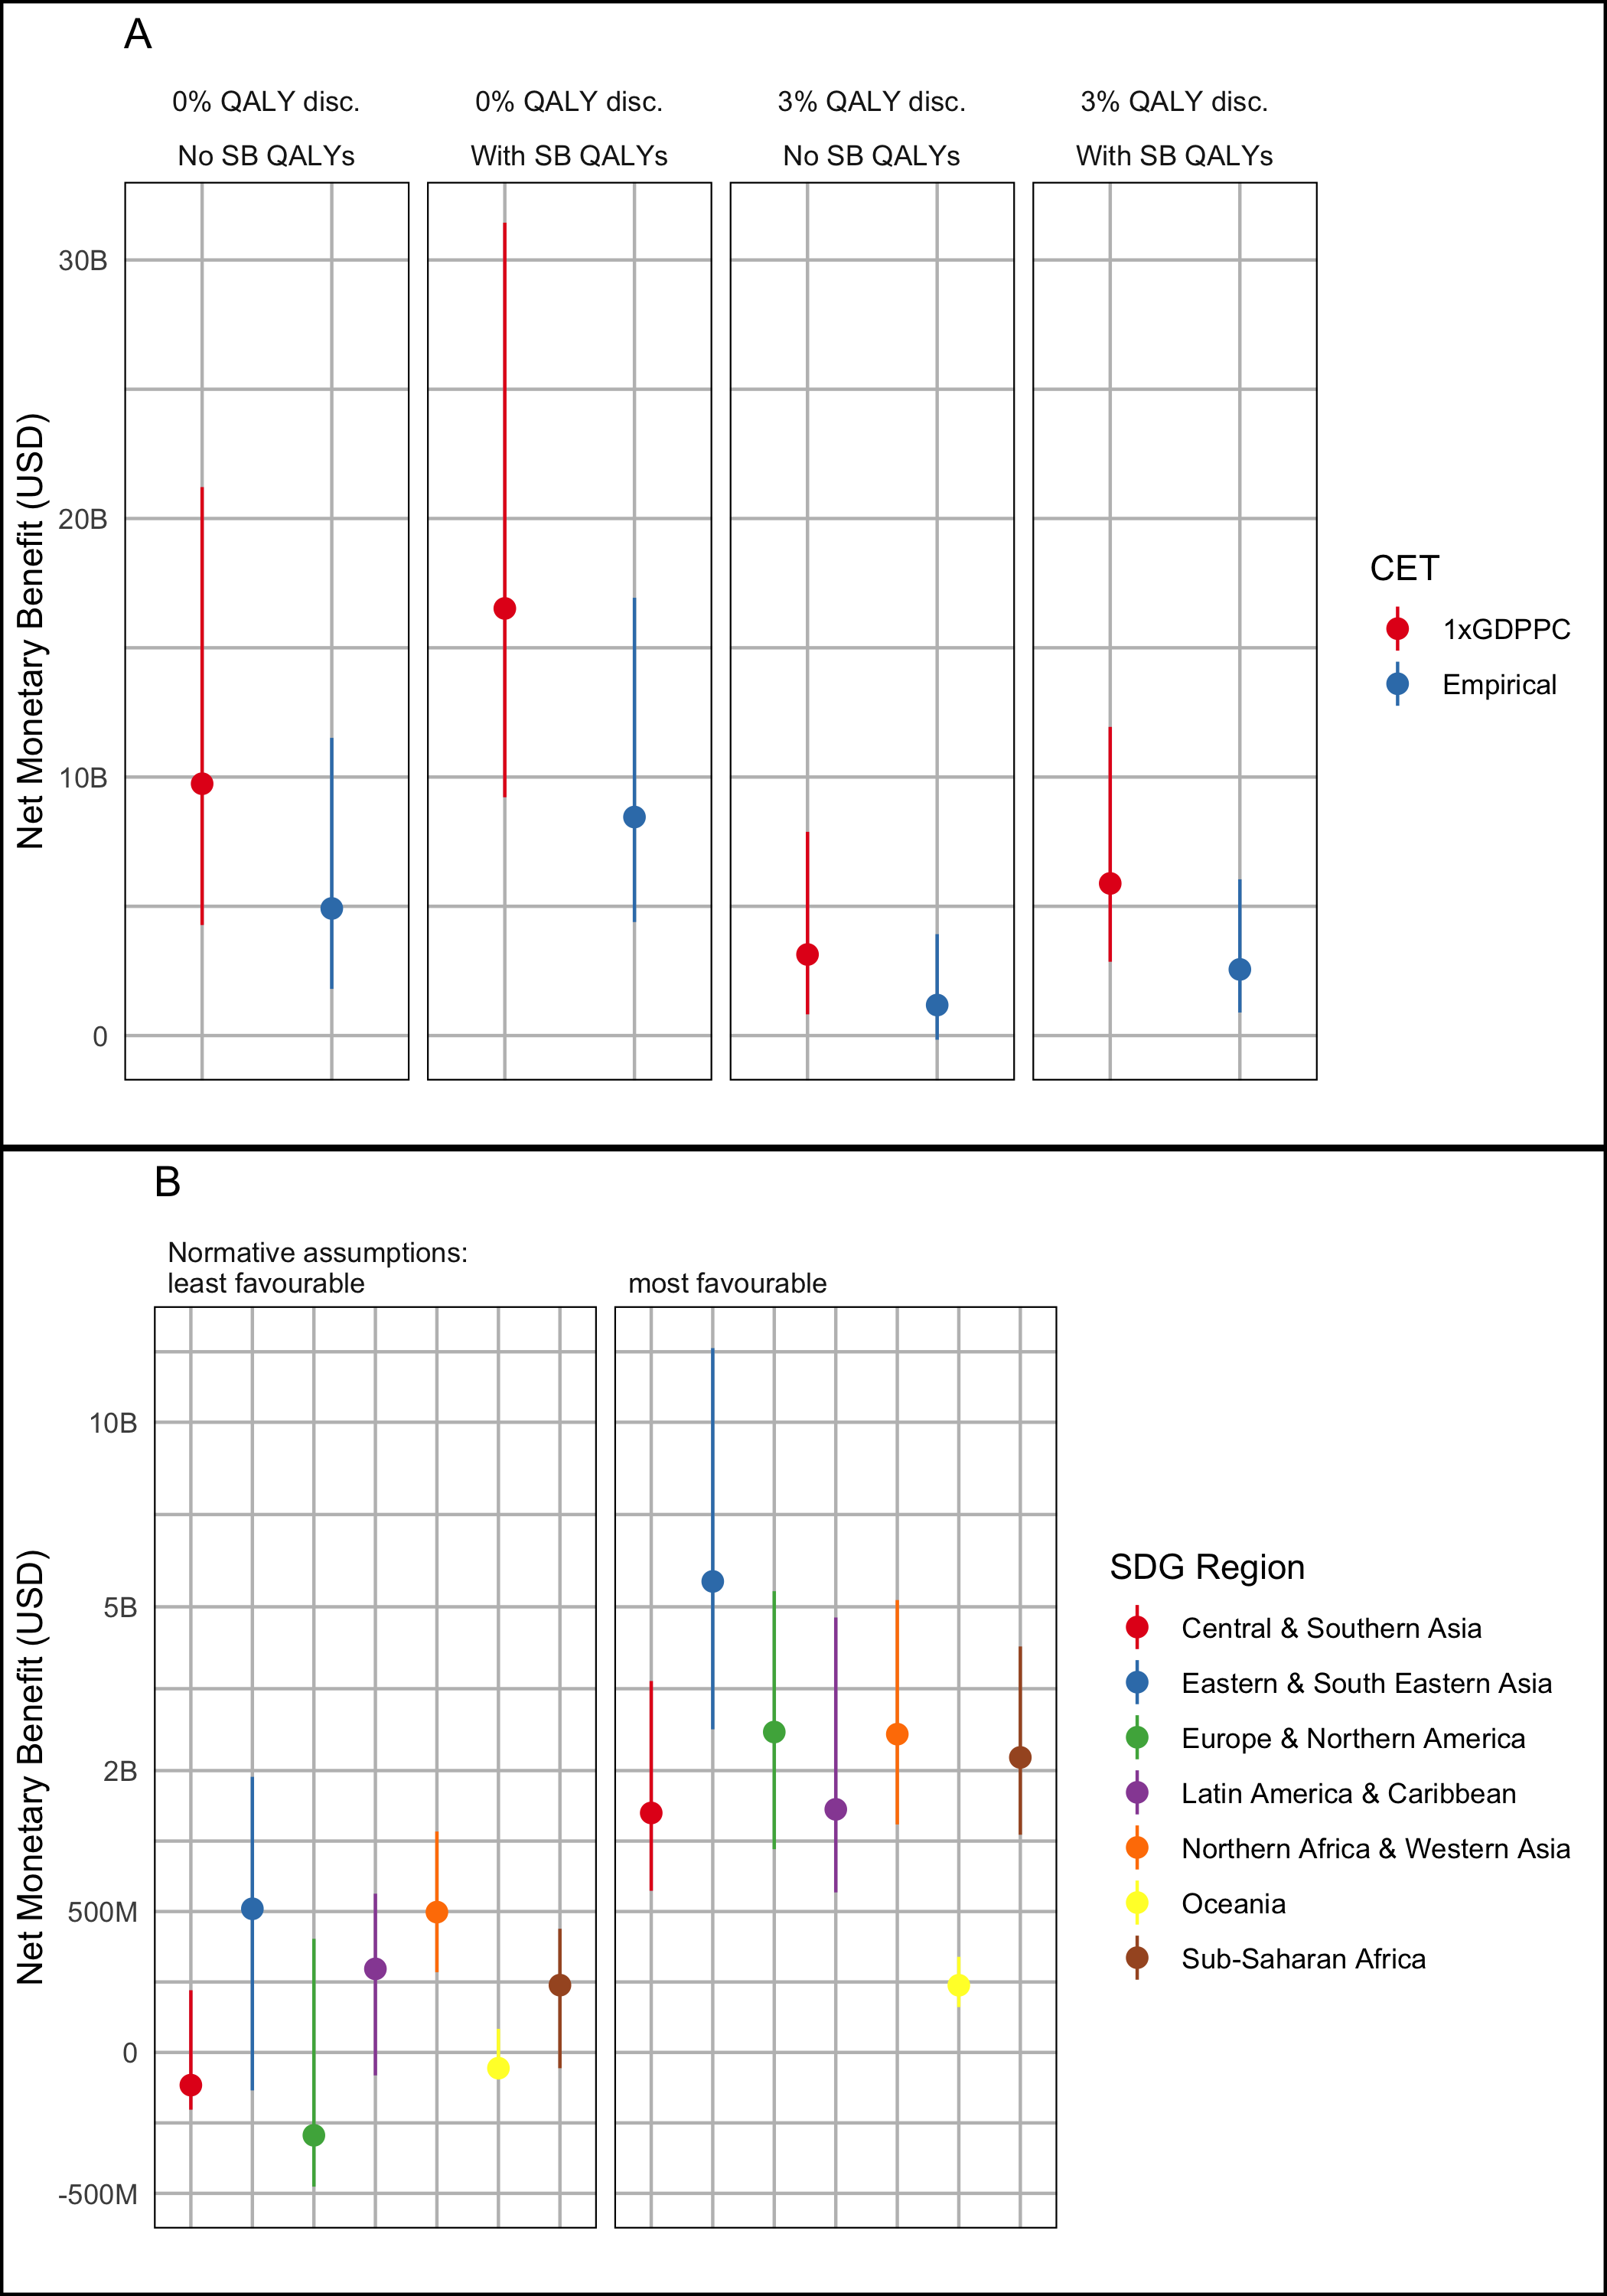 A
0% QALY disc.
No SB QALYs
0% QALY disc.
With SB QALYs
3% QALY disc.
No SB QALYs
3% QALY disc.
With SB QALYs
Net Monetary Benefit (USD)
30B
20B
10B
0
CET
1xGDPPC
Empirical
B
Normative assumptions:
least favourable
most favourable
Net Monetary Benefit (USD)
10B
5B
2B
500M
0
-500M
SDG Region
Central & Southern Asia
Eastern & South Eastern Asia
Europe & Northern America
Latin America & Caribbean
Northern Africa & Western Asia
Oceania
Sub-Saharan Africa